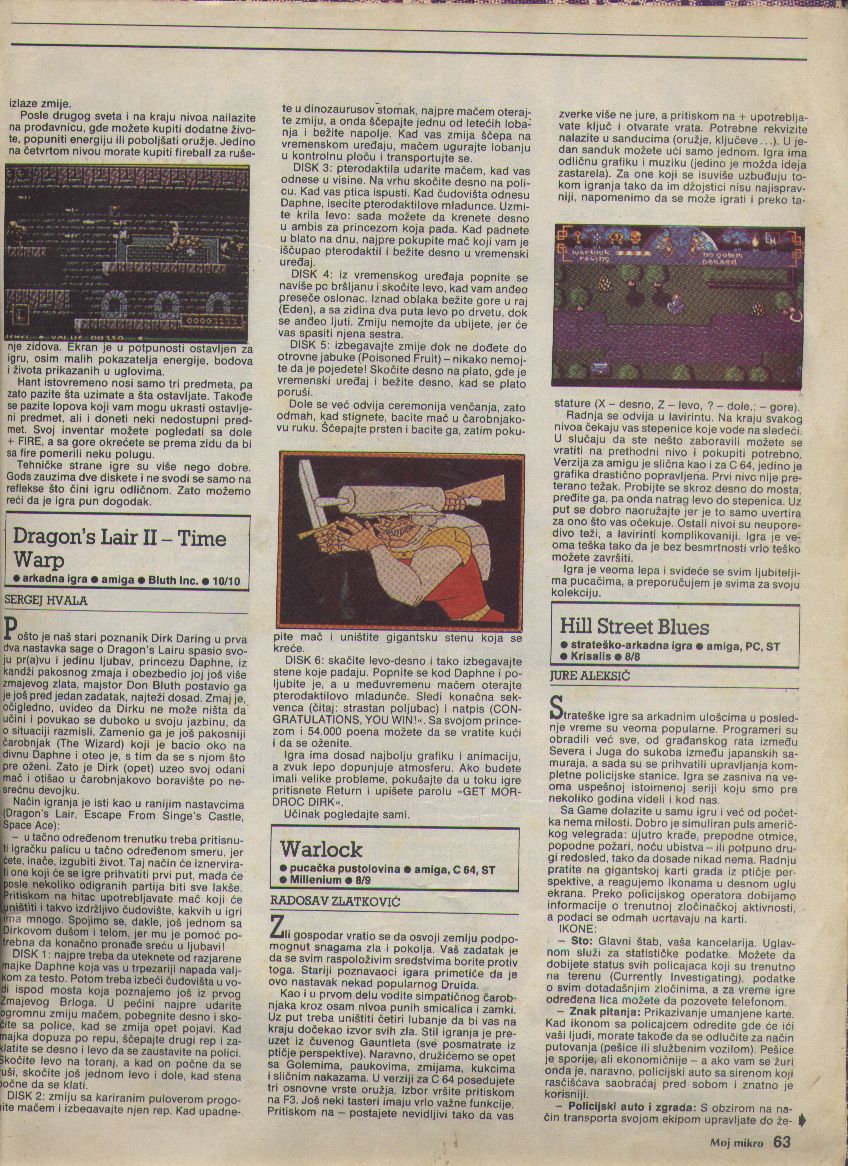 izlaze zmije.
Posle drugog sveta i na kraju nivoa nailazite
na prodavnicu, gde možete kupiti dodatne živo-
te, popuniti energiju ili poboljšati oružje. Jedino
na četvrtom nivou morate kupiti fireball za ruše-
00003133
nje zidova. Ekran je u potpunosti ostavljen za
igru, osim malih pokazatelja energije, bodova
i života prikazanih u uglovima.
Hant istovremeno nosi samo tri predmeta, pa
zato pazite šta uzimate a šta ostavljate. Takođe
se pazite lopova koji vam mogu ukrasti ostavlje-
ni predmet, ali i doneti neki nedostupni pred-
met. Svoj inventar možete pogledati sa dole
+ FIRE, a sa gore okrećete se prema zidu da bi
sa fire pomerili neku polugu.
Tehničke strane igre su više nego dobre.
Gods zauzima dve diskete i ne svodi se samo na
reflekse što čini igru odličnom. Zato možemo
reći da je igra pun dogodak.
Dragon's Lair II – Time
Warp
● arkadna igra ● amiga ● Bluth Inc. ● 10/10
SERGEJ HVALA
Pošto je naš stari poznanik Dirk Daring u prva
dva nastavka sage o Dragons Lairu spasio svo-
ju pr(a)vu i jedinu ljubav, princezu Daphne, iz
kandži pakosnog zmaja i obezbedio joj još više
zmajevog zlata, majstor Don Bluth postavio ga
je još pred jedan zadatak, najteži dosad. Zmaj je,
očigledno, uvideo da Dirku ne može ništa da
učini i povukao se duboko u svoju jazbinu, da
o situaciji razmisli. Zamenio ga je još pakosniji
čarobnjak (The Wizard) koji je bacio oko na
divnu Daphne i oteo je, s tim da se s njom što
pre oženi. Zato je Dirk (opet) uzeo svoj odani
mač i otišao u čarobnjakovo boravište po ne-
srećnu devojku.
Način igranja je isti kao u ranijim nastavcima
(Dragon's Lair, Escape From Singe's Castle,
Space Ace):
– u tačno određenom trenutku treba pritisnu-
ti igračku palicu u tačno određenom smeru, jer
ćete, inače, izgubiti život. Taj način će iznervira-
ti one koji će se igre prihvatiti prvi put, mada će
posle nekoliko odigranih partija biti sve lakše.
Pritiskom na hitac upotrebljavate mač koji će
uništiti i takvo izdržljivo čudovište, kakvih u igri
ima mnogo. Spojimo se, dakle, još jednom sa
Dirkovom dušom i telom, jer mu je pomoć po-
trebna da konačno pronađe sreću u ljubavi!
DISK 1: najpre treba da uteknete od razjarene
majke Daphne koja vas u trpezariji napada valj-
kom za testo. Potom treba izbeći čudovišta u vo-
di ispod mosta koja poznajemo još iz prvog
Zmajevog Brloga. U pećini najpre udarite
ogromnu zmiju mačem, pobegnite desno i sko-
čite sa police, kad se zmija opet pojavi. Kad
majka dopuza po repu, ščepajte drugi rep i za-
klatite se desno i levo da se zaustavite na polici.
Skočite levo na toranj, a kad on počne da se
ruši, skočite još jednom levo i dole, kad stena
počne da se klati.
DISK 2: zmiju sa kariranim puloverom progo-
nite mačem i izbegavajte njen rep. Kad upadne-
te u dinozaurusov stomak, najpre mačem oteraj-
te zmiju, a onda ščepajte jednu od letećih loba-
nja i bežite napolje. Kad vas zmija ščepa na
vremenskom uređaju, mačem ugurajte lobanju
u kontrolnu ploču i transportujte se.
DISK 3: pterodaktila udarite mačem, kad vas
odnese u visine. Na vrhu skočite desno na poli-
cu. Kad vas ptica ispusti. Kad čudovišta odnesu
Daphne, isecite pterodaktilove mladunce. Uzmi-
te krila levo: sada možete da krenete desno
u ambis za princezom koja pada. Kad padnete
u blato na dnu, najpre pokupite mač koji vam je
iščupao pterodaktil i bežite desno u vremenski
uređaj.
DISK 4: iz vremenskog uređaja popnite se
naviše po bršljanu i skočite levo, kad vam anđeo
preseče oslonac. Iznad oblaka bežite gore u raj
(Eden), a sa zidina dva puta levo po drvetu, dok
se anđeo ljuti. Zmiju nemojte da ubijete, jer će
vas spasiti njena sestra.
DISK 5: izbegavajte zmije dok ne dođete do
otrovne jabuke (Poisoned Fruit) – nikako nemoj-
te da je pojedete! Skočite desno na plato, gde je
vremenski uređaj i bežite desno, kad se plato
poruši.
Dole se već odvija ceremonija venčanja, zato
odmah, kad stignete, bacite mač u čarobnjako-
vu ruku. Ščepajte prsten i bacite ga, zatim poku-
pite mač i uništite gigantsku stenu koja se
kreće.
DISK 6: skačite levo-desno i tako izbegavajte
stene koje padaju. Popnite se kod Daphne i po-
ljubite je, a u međuvremenu mačem oterajte
pterodaktilovo mladunče. Sledi konačna sek-
venca (čitaj: strastan poljubac) i natpis (CON-
GRATULATIONS, YOU WIN!«. Sa svojom prince-
zom i 54.000 poena možete da se vratite kući
i da se oženite.
Igra ima dosad najbolju grafiku i animaciju,
a zvuk lepo dopunjuje atmosferu. Ako budete
imali velike probleme, pokušajte da u toku igre
pritisnete Return i upišete parolu »GET MOR-
DROC DIRK«.
Učinak pogledajte sami.
Warlock
● pucačka pustolovina ● amiga, C 64, ST
● Millenium ● 8/9
RADOSAV ZLATKOVIĆ
Zli gospodar vratio se da osvoji zemlju podpo-
mognut snagama zla i pokolja. Vaš zadatak je
da se svim raspoloživim sredstvima borite protiv
toga. Stariji poznavaoci igara primetiće da je
ovo nastavak nekad popularnog Druida.
Kao i u prvom delu vodite simpatičnog čarob-
njaka kroz osam nivoa punih smicalica i zamki.
Uz put treba uništiti četiri lubanje da bi vas na
kraju dočekao izvor svih zla. Stil igranja je pre-
uzet iz čuvenog Gauntleta (sve posmatrate iz
ptičje perspektive). Naravno, družićemo se opet
sa Golemima, paukovima, zmijama, kukcima
i sličnim nakazama. U verziji za C 64 posedujete
tri osnovne vrste oružja. Izbor vršite pritiskom
na F3. Još neki tasteri imaju vrlo važne funkcije.
Pritiskom na – postajete nevidljivi tako da vas
zverke više ne jure, a pritiskom na + upotreblja-
vate ključ i otvarate vrata. Potrebne rekvizite
nalazite u sanducima (oružje, ključeve...). U je-
dan sanduk možete ući samo jednom. Igra ima
odličnu grafiku i muziku (jedino je možda ideja
zastarela). Za one koji se isuviše uzbuđuju to-
kom igranja tako da im džojstici nisu najisprav-
niji, napomenimo da se može igrati i preko ta-
warlock
raving
no golem
paused
stature (X – desno, Z – levo, ? – dole,; – gore).
Radnja se odvija u lavirintu. Na kraju svakog
nivoa čekaju vas stepenice koje vode na sledeći.
U slučaju da ste nešto zaboravili možete se
vratiti na prethodni nivo i pokupiti potrebno.
Verzija za amigu je slična kao i za C 64, jedino je
grafika drastično popravljena. Prvi nivo nije pre-
terano težak. Probijte se skroz desno do mosta,
pređite ga, pa onda natrag levo do stepenica. Uz
put se dobro naoružajte jer je to samo uvertira
za ono što vas očekuje. Ostali nivoi su neupore-
divo teži, a lavirinti komplikovaniji. Igra je ve-
oma teška tako da je bez besmrtnosti vrlo teško
možete završiti.
Igra je veoma lepa i svideće se svim ljubitelji-
ma pucačima, a preporučujem je svima za svoju
kolekciju.
Hill Street Blues
● strateško-arkadna igra ● amiga, PC, ST
● Krisalis ● 8/8
JURE ALEKSIĆ
Strateške igre sa arkadnim ulošcima u posled-
nje vreme su veoma popularne. Programeri su
obradili već sve, od građanskog rata između
Severa i Juga do sukoba između japanskih sa-
muraja, a sada su se prihvatili upravljanja kom-
pletne policijske stanice. Igra se zasniva na ve-
oma uspešnoj istoimenoj seriji koju smo pre
nekoliko godina videli i kod nas.
Sa Game dolazite u samu igru i već od počet-
ka nema milosti. Dobro je simuliran puls američ-
kog velegrada: ujutro krađe, prepodne otmice,
popodne požari, noću ubistva – ili potpuno dru-
gi redosled, tako da dosade nikad nema. Radnju
pratite na gigantskoj karti grada iz ptičje per-
spektive, a reagujemo ikonama u desnom uglu
ekrana. Preko policijskog operatora dobijamo
informacije o trenutnoj zločinačkoj aktivnosti,
a podaci se odmah ucrtavaju na karti.
IKONE:
– Sto: Glavni štab, vaša kancelarija. Uglav-
nom služi za statističke podatke. Možete da
dobijete status svih policajaca koji su trenutno
na terenu (Currently Investigating), podatke
o svim dotadašnjim zločinima, a za vreme igre
određena lica možete da pozovete telefonom.
– Znak pitanja: Prikazivanje umanjene karte.
Kad ikonom sa policajcem odredite gde će ići
vaši ljudi, morate takođe da se odlučite za način
putovanja (pešice ili službenim vozilom). Pešice
je sporije, ali ekonomičnije – a ako vam se žuri
onda je, naravno, policijski auto sa sirenom koji
raščišćava saobraćaj pred sobom i znatno je
korisniji.
– Policijski auto i zgrada: S obzirom na na-
čin transporta svojom ekipom upravljate do že-
Moj mikro 63